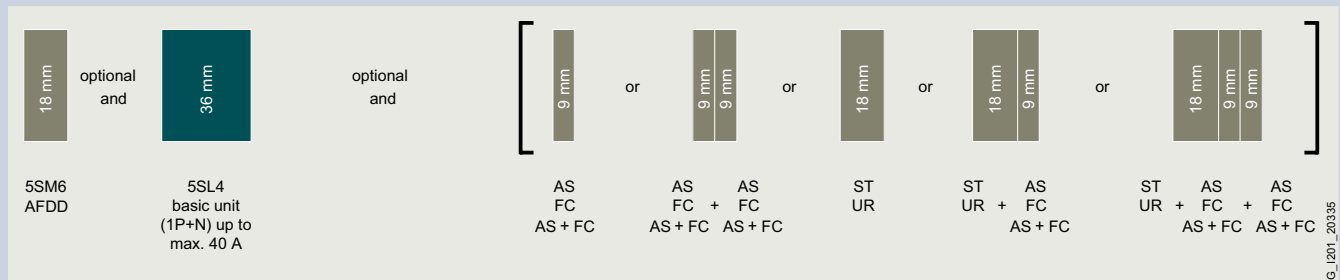 18 mm
optional
and
36 mm
optional
and
9 mm
or
9 mm
9 mm
or
18 mm
or
18 mm
9 mm
or
18 mm
9 mm
9 mm
5SM6
AFDD
5SL4
basic unit
(1P+N) up to
max. 40 A
AS
FC
AS + FC
AS AS
FC + FC
AS + FC AS + FC
ST
UR
ST AS
UR + FC
AS + FC
ST AS AS
UR + FC + FC
AS + FC AS + FC
G_I201_20335